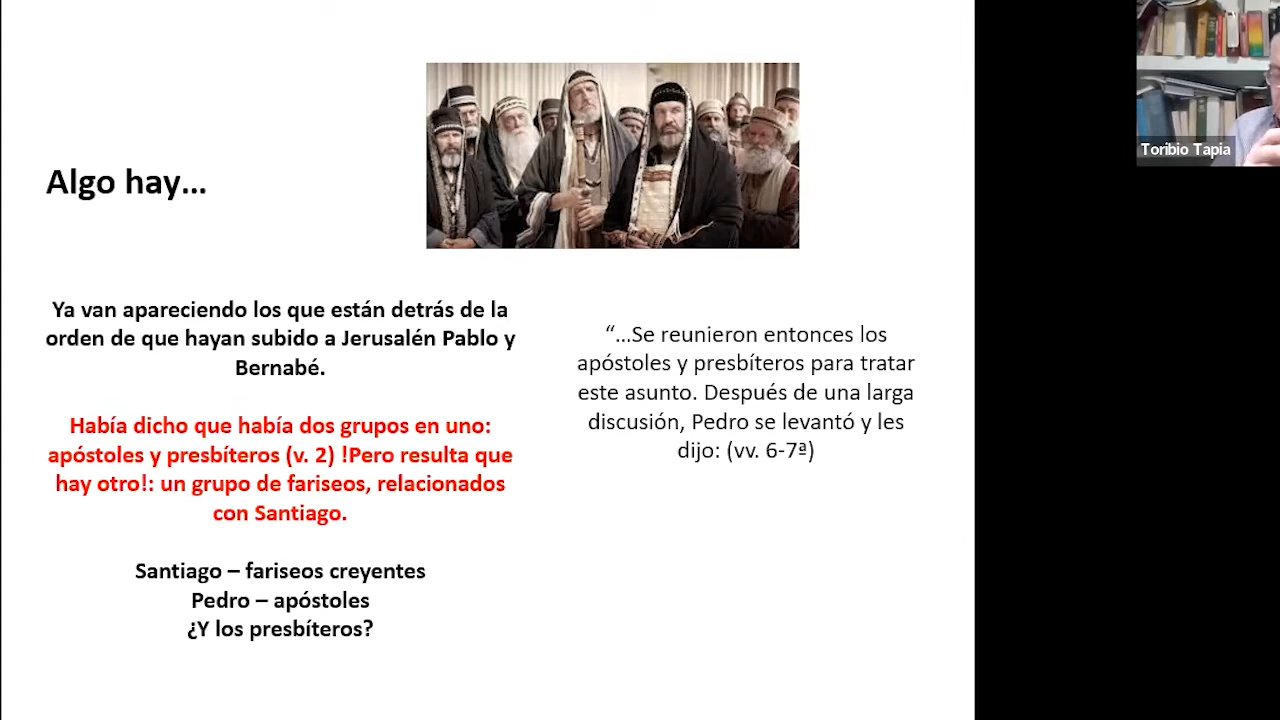 Algo hay...
Ya van apareciendo los que están detrás de la
orden de que hayan subido a Jerusalén Pablo y
Bernabé.
Había dicho que había dos grupos en uno:
apóstoles y presbíteros (v. 2) !Pero resulta que
hay otro!: un grupo de fariseos, relacionados
con Santiago.
Santiago – fariseos creyentes
Pedro – apóstoles
¿Y los presbíteros?
“...Se reunieron entonces los
apóstoles y presbíteros para tratar
este asunto. Después de una larga
discusión, Pedro se levantó y les
dijo: (vv. 6-7ª)
Toribio Tapia